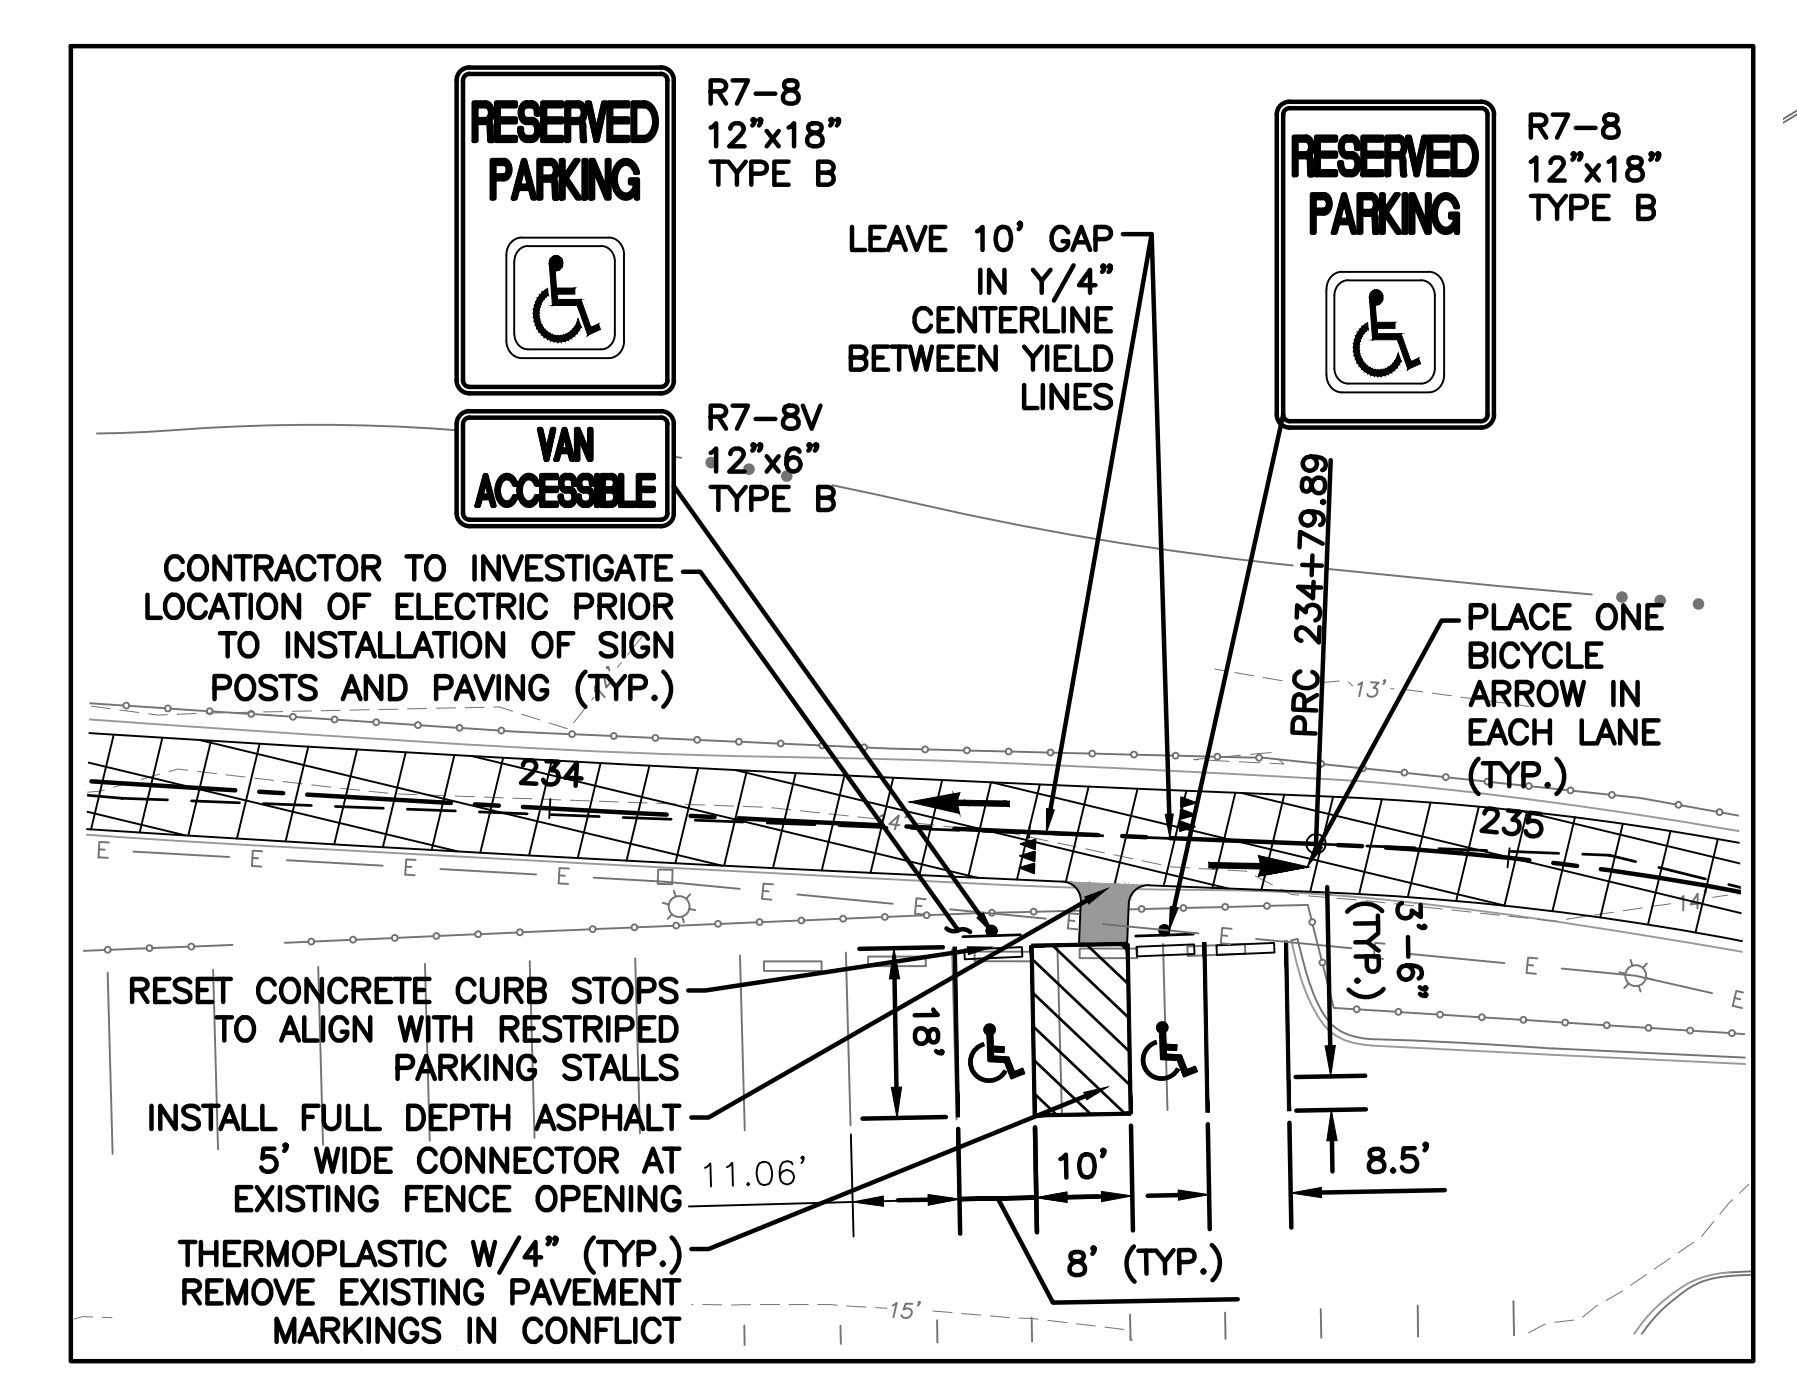 RESERVED
PARKING
R7-8
12"x18"
TYPE B
VAN
ACCESSIBLE
R7-8V
12"x6"
TYPE B
LEAVE 10' GAP
IN Y/4"
CENTERLINE
BETWEEN YIELD
LINES
RESERVED
PARKING
R7-8
12"x18"
TYPE B
CONTRACTOR TO INVESTIGATE
LOCATION OF ELECTRIC PRIOR
TO INSTALLATION OF SIGN
POSTS AND PAVING (TYP.)
PRC 234+79.89
13'
PLACE ONE
BICYCLE
ARROW IN
EACH LANE
(TYP.)
234
235
14
E
E
E
E
E
E
E
E
E
E
3'-6"
(TYP.)
RESET CONCRETE CURB STOPS
TO ALIGN WITH RESTRIPED
PARKING STALLS
18'
INSTALL FULL DEPTH ASPHALT
5' WIDE CONNECTOR AT
EXISTING FENCE OPENING
11.06'
10'
8.5'
THERMOPLASTIC W/4" (TYP.)
REMOVE EXISTING PAVEMENT
MARKINGS IN CONFLICT
8' (TYP.)
15'